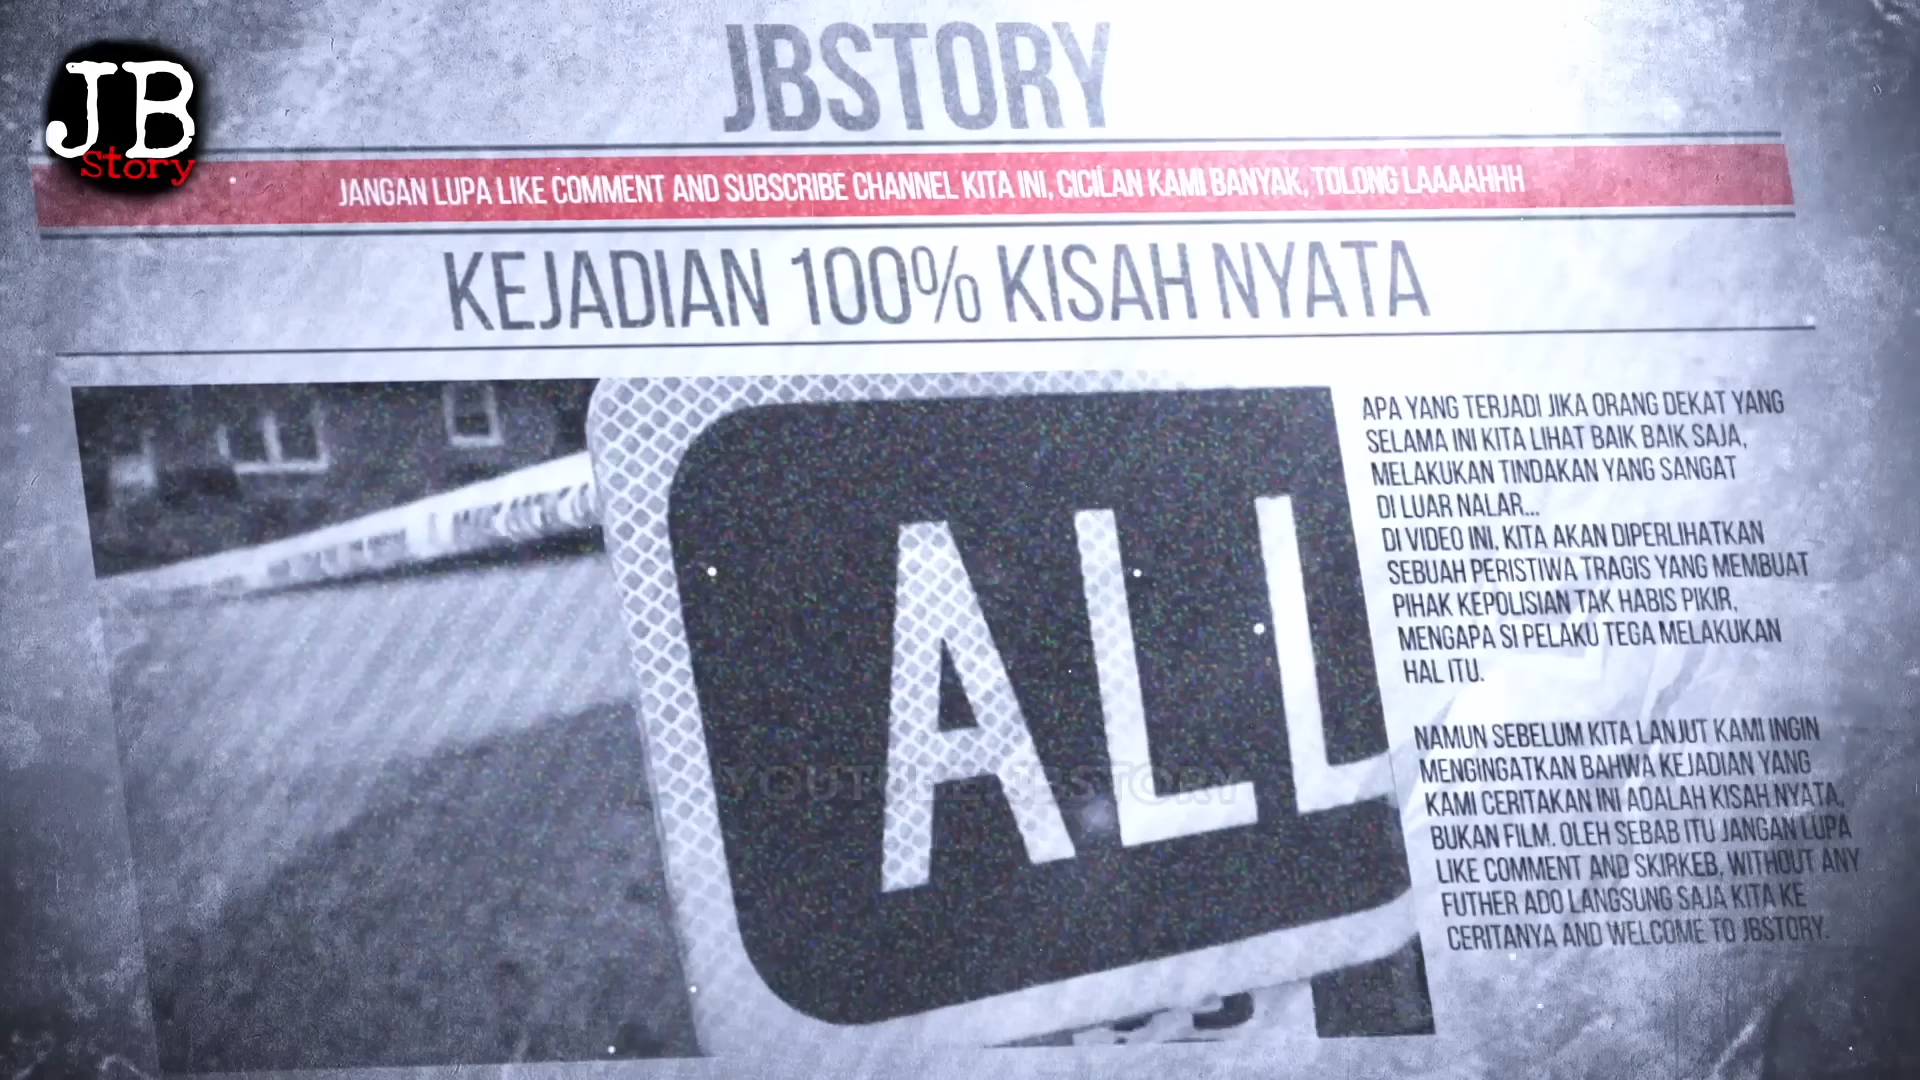 JB
Story
JBSTORY
JANGAN LUPA LIKE COMMENT AND SUBSCRIBE CHANNEL KITA INI, CICILAN KAMI BANYAK, TOLONG LAAAAHHH
KEJADIAN 100% KISAH NYATA
ALL
YOUTUBE JBSTORY
APA YANG TERJADI JIKA ORANG DEKAT YANG
SELAMA INI KITA LIHAT BAIK BAIK SAJA,
MELAKUKAN TINDAKAN YANG SANGAT
DI LUAR NALAR...
DI VIDEO INI, KITA AKAN DIPERLIHATKAN
SEBUAH PERISTIWA TRAGIS YANG MEMBUAT
PIHAK KEPOLISIAN TAK HABIS PIKIR,
MENGAPA SI PELAKU TEGA MELAKUKAN
HAL ITU.
NAMUN SEBELUM KITA LANJUT KAMI INGIN
MENGINGATKAN BAHWA KEJADIAN YANG
KAMI CERITAKAN INI ADALAH KISAH NYATA,
BUKAN FILM. OLEH SEBAB ITU JANGAN LUPA
LIKE COMMENT AND SKIRKEB, WITHOUT ANY
FUTHER ADO LANGSUNG SAJA KITA KE
CERITANYA AND WELCOME TO JBSTORY.